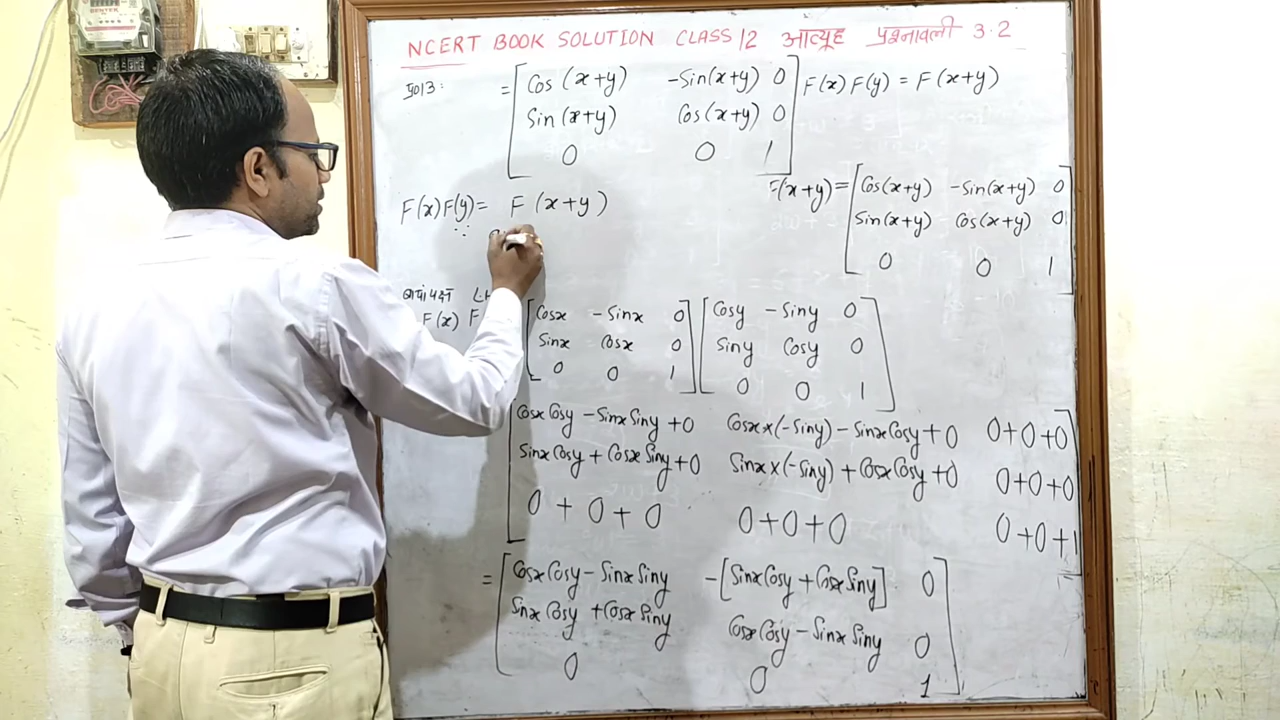 NCERT BOOK SOLUTION CLASS 12 आव्यूह प्रश्नावली 3.2
प्र013:
= [ Cos (x+y) -Sin(x+y) 0
Sin (x+y) Cos(x+y) 0
0 0 1 ]
F(x) F(y) = F(x+y)
F(x+y) = [ Cos(x+y) -Sin(x+y) 0
Sin(x+y) Cos(x+y) 0
0 0 1 ]
F(x)F(y) = F (x+y)
F(x) F
[ Cosx -Sinx 0 ] [ Cosy -Siny 0
Sinx Cosx 0 Siny Cosy 0
0 0 1 ] 0 0 1 ]
[ Cosx Cosy - Sinx Siny +0 Cosx×(-Siny) - Sinx Cosy +0 0+0+0
Sinx Cosy + Cosx Siny +0 Sinx×(-Siny) + Cosx Cosy +0 0+0+0
0 + 0 + 0 0+0+0 0+0+1 ]
= [ Cosx Cosy - Sinx Siny -[Sinx Cosy + Cosx Siny] 0
Sinx Cosy + Cosx Siny Cosx Cosy - Sinx Siny 0
0 0 1 ]